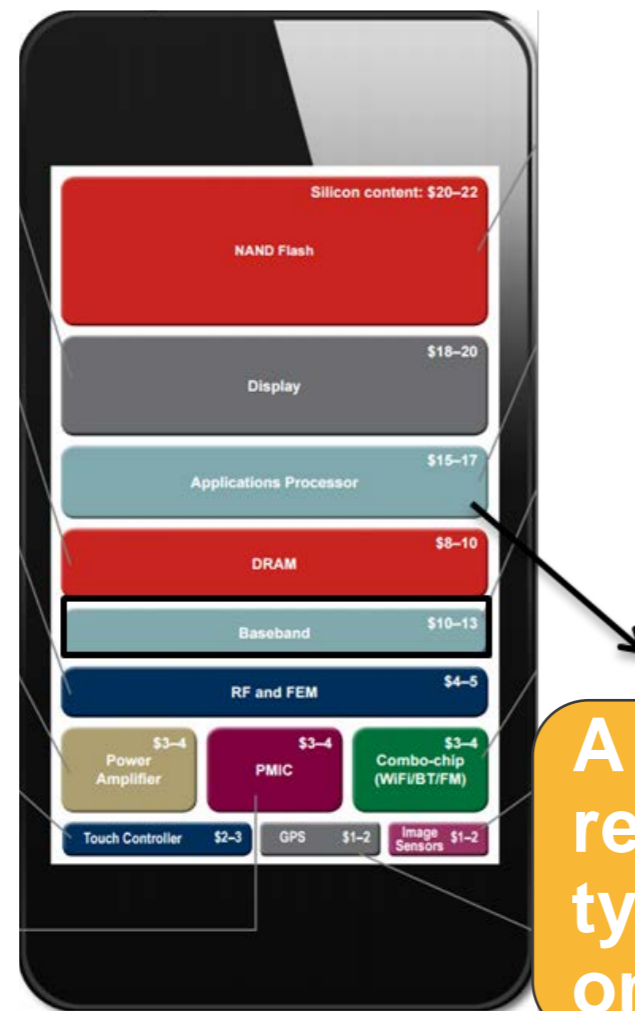 Silicon content: $20–22
NAND Flash
$18–20
Display
$15–17
Applications Processor
$8–10
DRAM
$10–13
Baseband
$4–5
RF and FEM
$3–4
Power
Amplifier
$3–4
PMIC
$3–4
Combo-chip
(WiFi/BT/FM)
Touch Controller $2–3
GPS $1–2
Image
Sensors $1–2
A